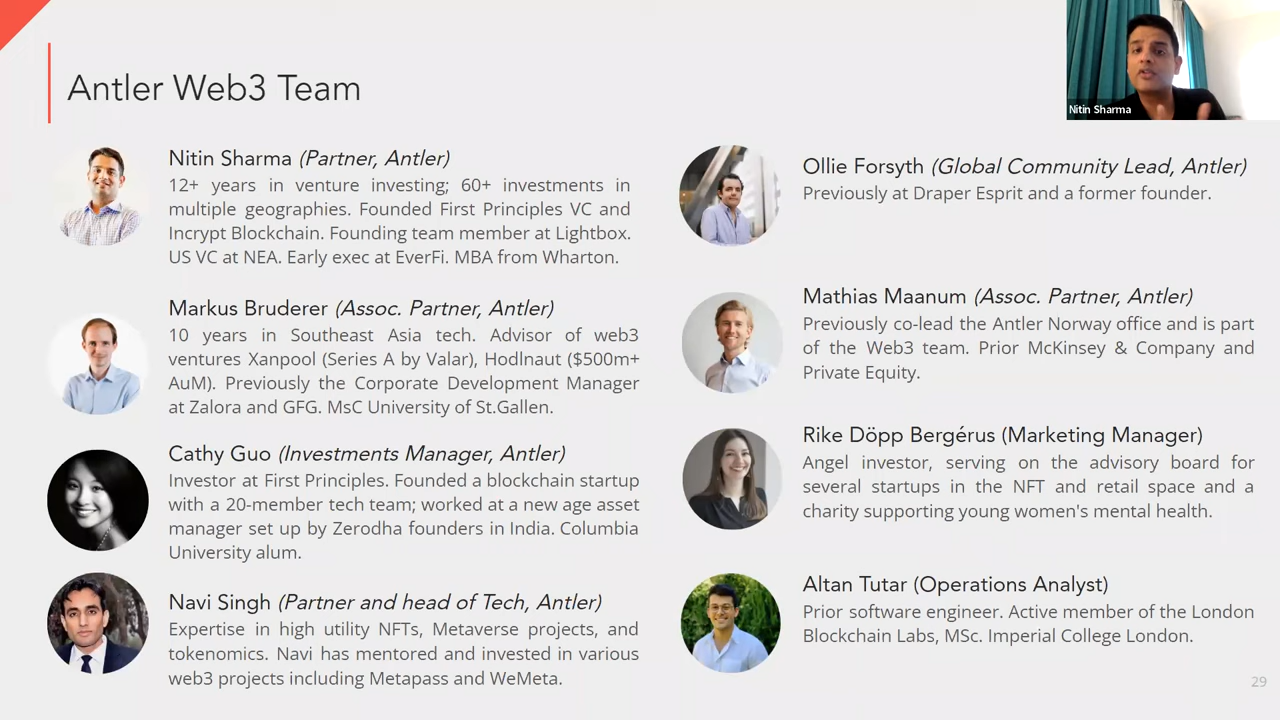 Antler Web3 Team
Nitin Sharma
Nitin Sharma (Partner, Antler)
12+ years in venture investing; 60+ investments in
multiple geographies. Founded First Principles VC and
Incrypt Blockchain. Founding team member at Lightbox.
US VC at NEA. Early exec at EverFi. MBA from Wharton.
Markus Bruderer (Assoc. Partner, Antler)
10 years in Southeast Asia tech. Advisor of web3
ventures Xanpool (Series A by Valar), Hodlnaut ($500m+
AuM). Previously the Corporate Development Manager
at Zalora and GFG. MsC University of St.Gallen.
Cathy Guo (Investments Manager, Antler)
Investor at First Principles. Founded a blockchain startup
with a 20-member tech team; worked at a new age asset
manager set up by Zerodha founders in India. Columbia
University alum.
Navi Singh (Partner and head of Tech, Antler)
Expertise in high utility NFTs, Metaverse projects, and
tokenomics. Navi has mentored and invested in various
web3 projects including Metapass and WeMeta.
Ollie Forsyth (Global Community Lead, Antler)
Previously at Draper Esprit and a former founder.
Mathias Maanum (Assoc. Partner, Antler)
Previously co-lead the Antler Norway office and is part
of the Web3 team. Prior McKinsey & Company and
Private Equity.
Rike Döpp Bergérus (Marketing Manager)
Angel investor, serving on the advisory board for
several startups in the NFT and retail space and a
charity supporting young women's mental health.
Altan Tutar (Operations Analyst)
Prior software engineer. Active member of the London
Blockchain Labs, MSc. Imperial College London.
29